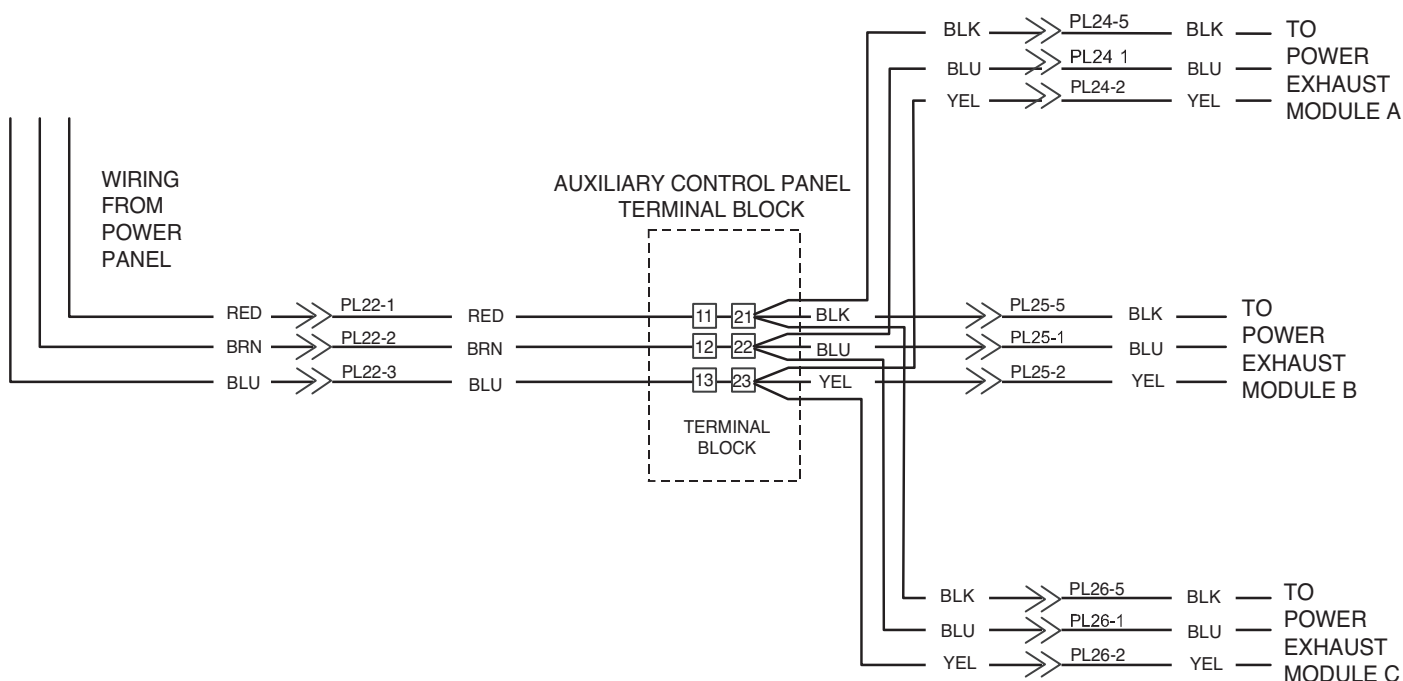 BLK PL24-5 BLK TO
BLU PL24 1 BLU POWER
YEL PL24-2 YEL EXHAUST
MODULE A
WIRING
FROM
POWER
PANEL
AUXILIARY CONTROL PANEL
TERMINAL BLOCK
RED PL22-1 RED 11 21 BLK PL25-5 BLK TO
BRN PL22-2 BRN 12 22 BLU PL25-1 BLU POWER
BLU PL22-3 BLU 13 23 YEL PL25-2 YEL EXHAUST
MODULE B
TERMINAL
BLOCK
BLK PL26-5 BLK TO
BLU PL26-1 BLU POWER
YEL PL26-2 YEL EXHAUST
MODULE C